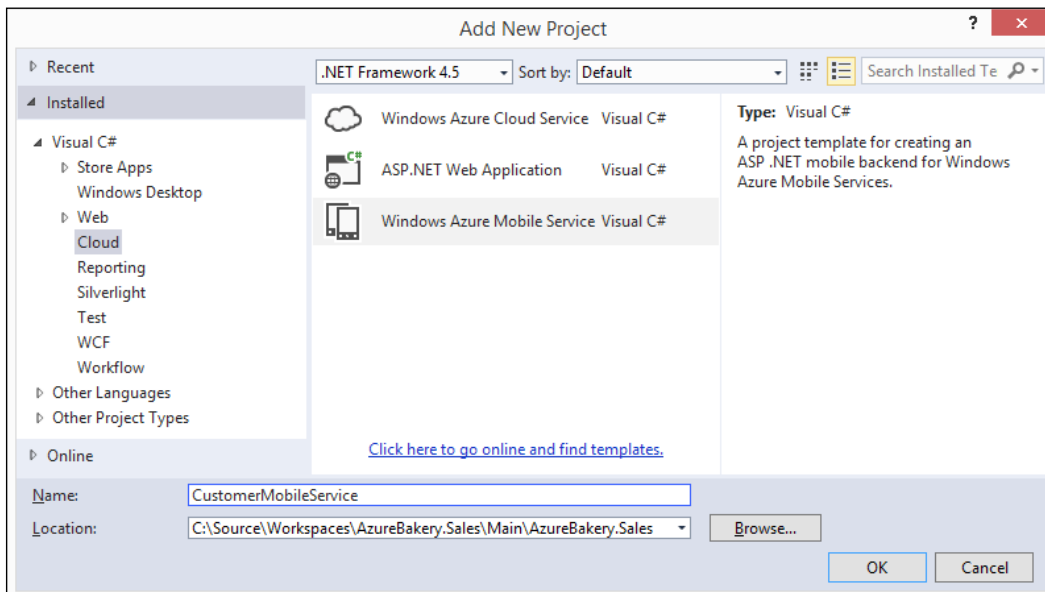 Add New Project
?
×
Recent
.NET Framework 4.5
Sort by: Default
Search Installed Te
Installed
Visual C#
Store Apps
Windows Desktop
Web
Cloud
Reporting
Silverlight
Test
WCF
Workflow
Other Languages
Other Project Types
Online
Windows Azure Cloud Service Visual C#
C#
ASP.NET Web Application Visual C#
Windows Azure Mobile Service Visual C#
Click here to go online and find templates.
Type: Visual C#
A project template for creating an
ASP .NET mobile backend for Windows
Azure Mobile Services.
Name: CustomerMobileService
Location: C:\Source\Workspaces\AzureBakery.Sales\Main\AzureBakery.Sales
Browse...
OK
Cancel